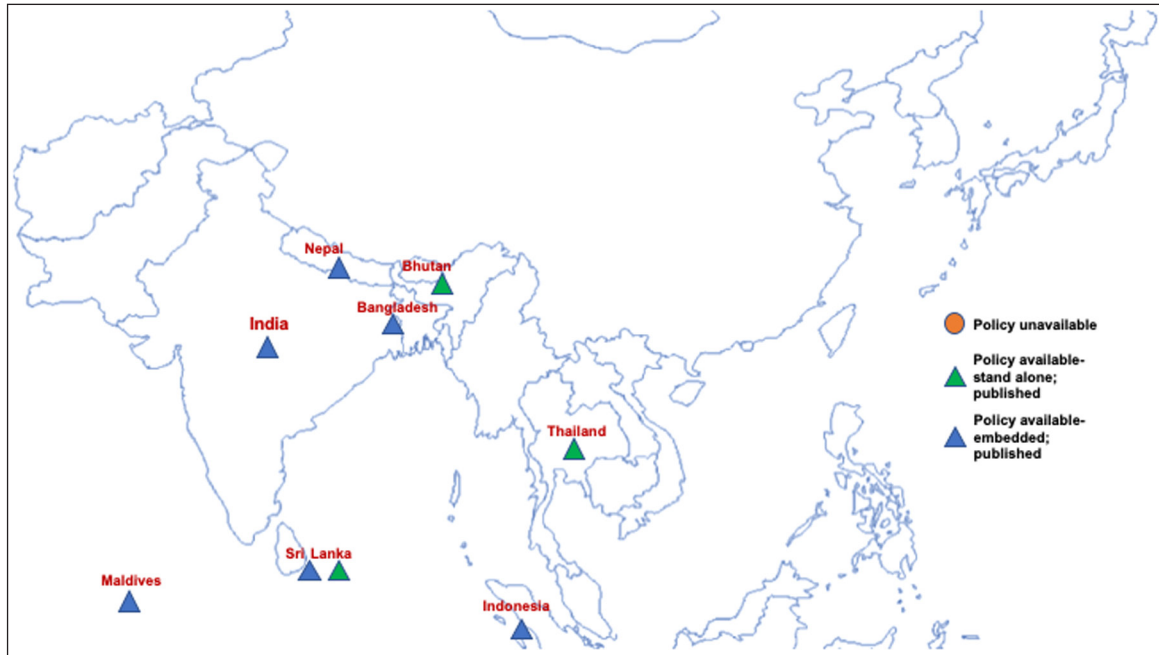 Nepal
Bhutan
Bangladesh
India
Thailand
Sri Lanka
Maldives
Indonesia
Policy unavailable
Policy available-
stand alone;
published
Policy available-
embedded;
published